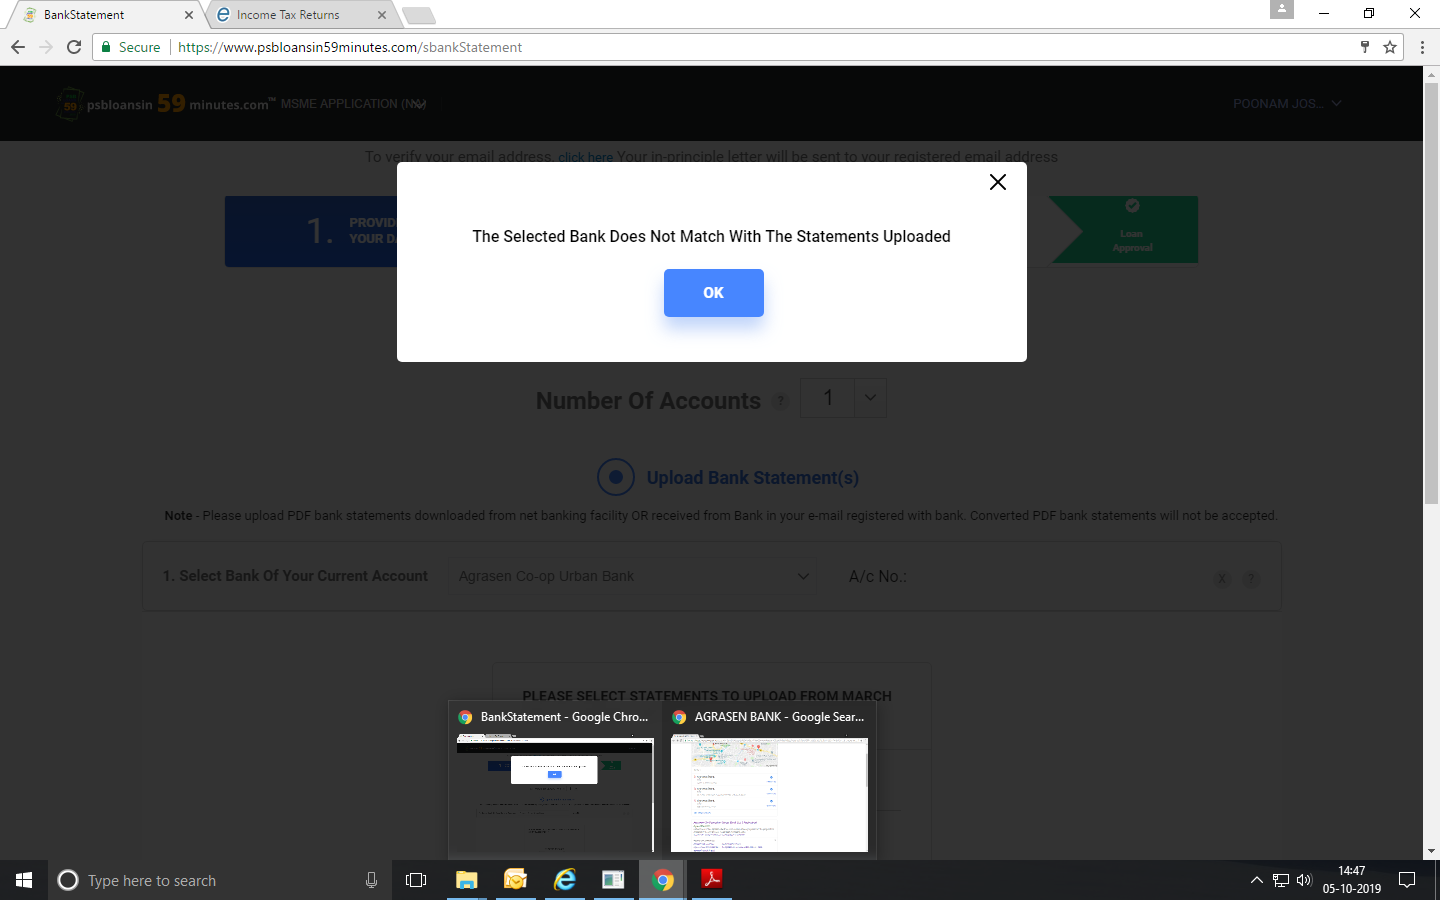 BankStatement
Income Tax Returns
Secure
https://www.psbloansin59minutes.com/sbankStatement
59
psbloansin 59 minutes.com™
MSME APPLICATION (NA)
POONAM JOS...
To verify your email address, click here Your in-principle letter will be sent to your registered email address
1.
PROVID
YOUR DA
Loan
Approval
The Selected Bank Does Not Match With The Statements Uploaded
OK
Number Of Accounts ? 1
Upload Bank Statement(s)
Note - Please upload PDF bank statements downloaded from net banking facility OR received from Bank in your e-mail registered with bank. Converted PDF bank statements will not be accepted.
1. Select Bank Of Your Current Account
Agrasen Co-op Urban Bank
A/c No.:
X ?
PLEASE SELECT STATEMENTS TO UPLOAD FROM MARCH
BankStatement - Google Chro...
AGRASEN BANK - Google Sear...
Type here to search
14:47
05-10-2019